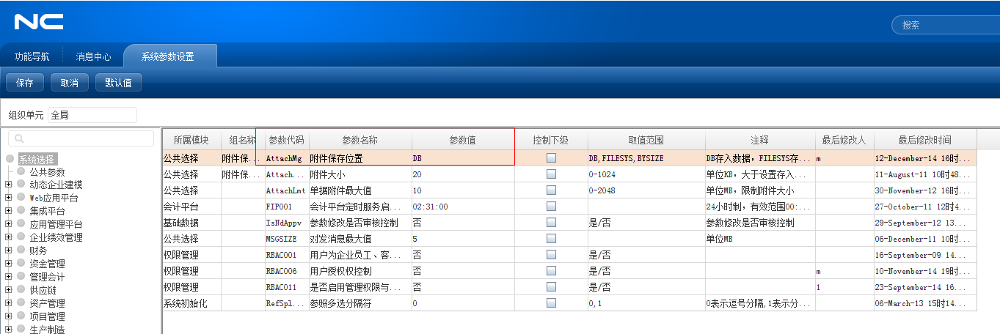 NC
搜索
功能导航 消息中心 系统参数设置
保存 取消 默认值
组织单元 全局
所属模块 组名称 参数代码 参数名称 参数值 控制下级 取值范围 注释 最后修改人 最后修改时间
公共选择 附件保... AttachMg 附件保存位置 DB DB,FILESYS,BYSIZE DB存入数据，FILESYS存... m 12-December-14 16时...
公共选择 附件保... Attach... 附件大小 20 0-1024 单位KB，大于设置存入... 11-August-11 10时48...
公共选择 AttachLmt 单据附件最大值 10 0-2048 单位MB，限制附件大小 30-November-12 16时...
会计平台 FIP001 会计平台定时服务启... 02:31:00 24小时制，有效范围00:... 27-October-11 12时4...
基础数据 IsNdAppv 参数修改是否审核控制 否 是/否 参数修改是否审核控制 29-September-12 13...
公共选择 MSGSIZE 对发消息最大值 5 单位MB 06-December-11 10时...
权限管理 RBAC001 用户为企业员工、客... 否 是/否 16-September-09 14...
权限管理 RBAC006 用户授权权控制 否 是/否 m 10-November-14 19时...
权限管理 RBAC011 是否启用管理权限与... 否 是/否 1 23-September-14 16...
系统初始化 RefSpl... 参照多选分隔符 0 0,1 0表示逗号分隔,1表示分... 06-March-13 15时14...
系统选择
公共参数
动态企业建模
Web应用平台
集成平台
应用管理平台
企业绩效管理
财务
资金管理
管理会计
供应链
资产管理
项目管理
生产制造